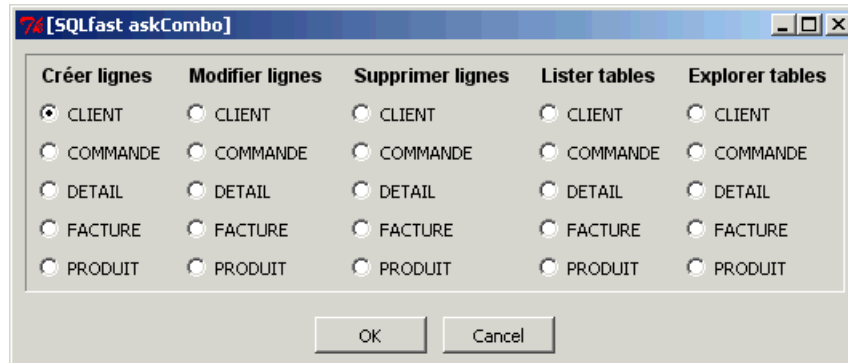 [SQLfast askCombo]
Créer lignes Modifier lignes Supprimer lignes Lister tables Explorer tables
CLIENT CLIENT CLIENT CLIENT CLIENT
COMMANDE COMMANDE COMMANDE COMMANDE COMMANDE
DETAIL DETAIL DETAIL DETAIL DETAIL
FACTURE FACTURE FACTURE FACTURE FACTURE
PRODUIT PRODUIT PRODUIT PRODUIT PRODUIT
OK Cancel